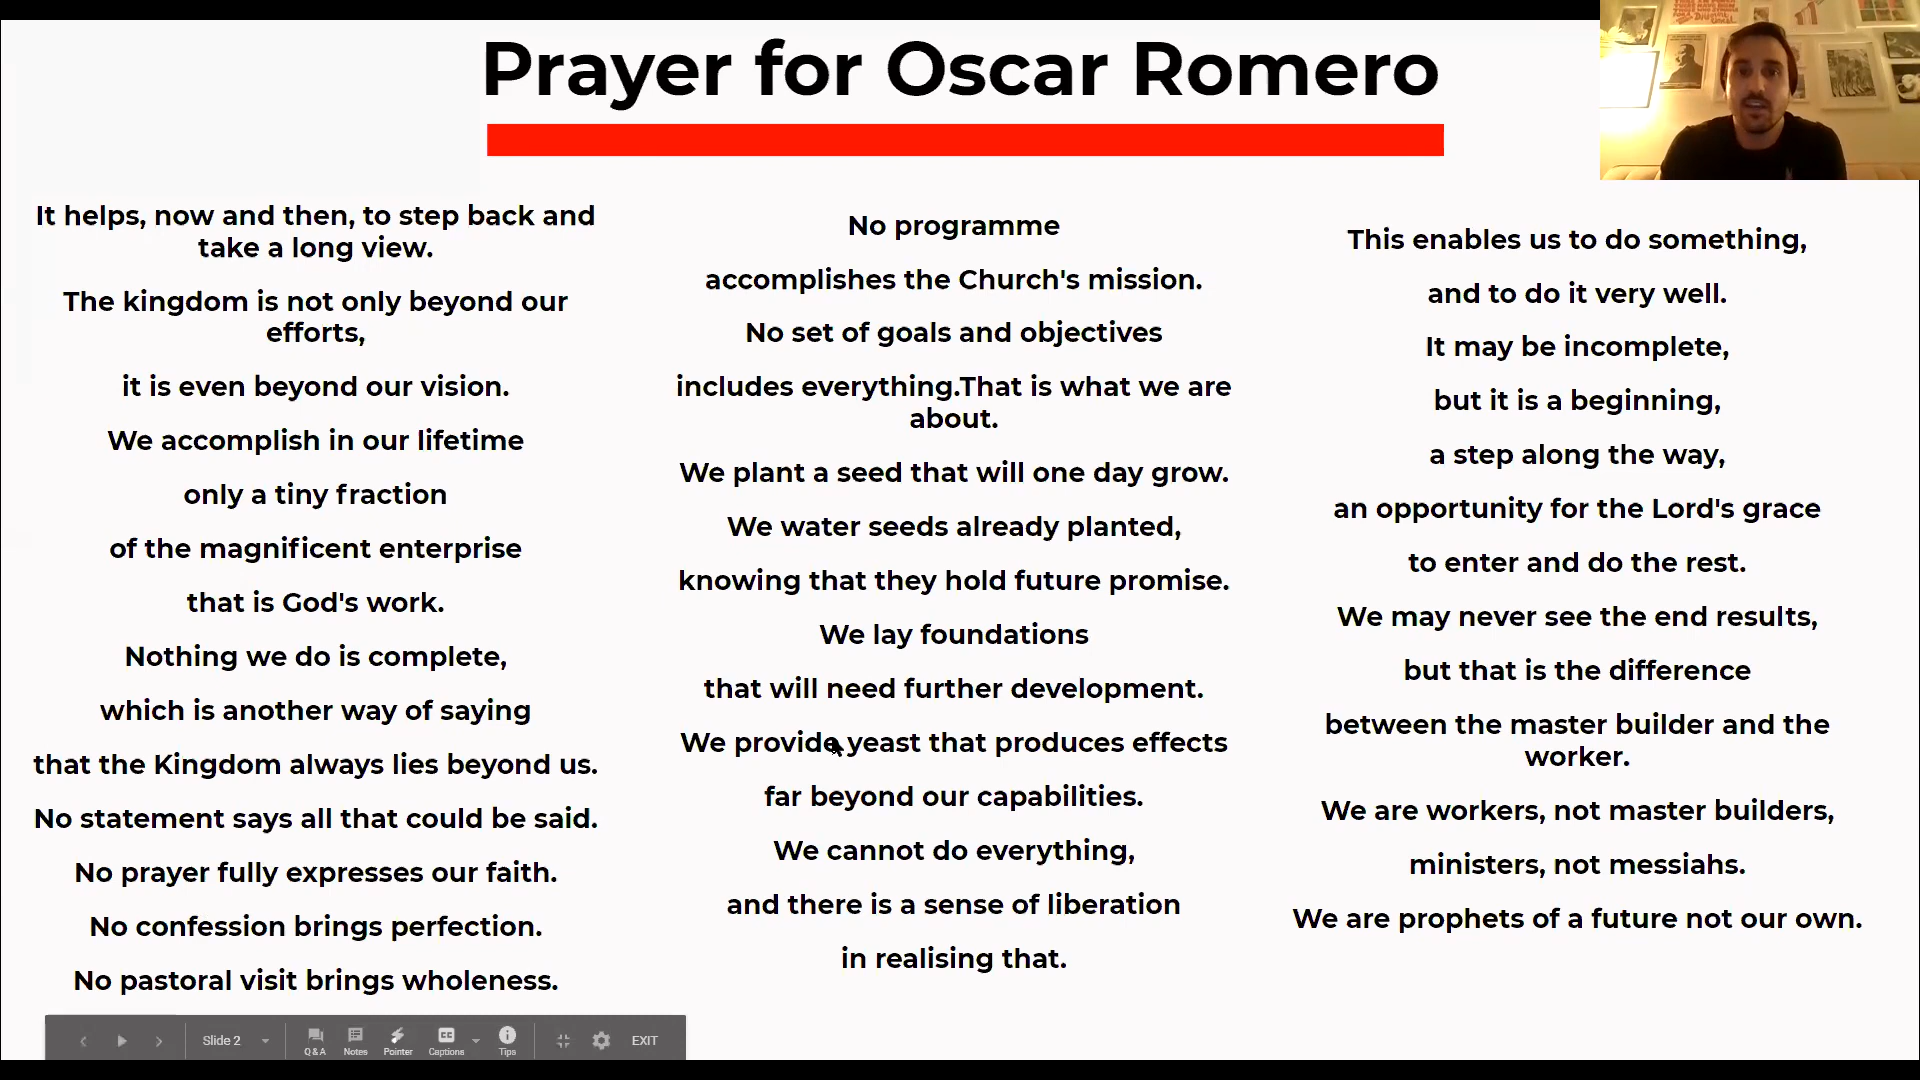 Prayer for Oscar Romero
It helps, now and then, to step back and
take a long view.
The kingdom is not only beyond our
efforts,
it is even beyond our vision.
We accomplish in our lifetime
only a tiny fraction
of the magnificent enterprise
that is God's work.
Nothing we do is complete,
which is another way of saying
that the Kingdom always lies beyond us.
No statement says all that could be said.
No prayer fully expresses our faith.
No confession brings perfection.
No pastoral visit brings wholeness.
No programme
accomplishes the Church's mission.
No set of goals and objectives
includes everything.That is what we are
about.
We plant a seed that will one day grow.
We water seeds already planted,
knowing that they hold future promise.
We lay foundations
that will need further development.
We provide yeast that produces effects
far beyond our capabilities.
We cannot do everything,
and there is a sense of liberation
in realising that.
This enables us to do something,
and to do it very well.
It may be incomplete,
but it is a beginning,
a step along the way,
an opportunity for the Lord's grace
to enter and do the rest.
We may never see the end results,
but that is the difference
between the master builder and the
worker.
We are workers, not master builders,
ministers, not messiahs.
We are prophets of a future not our own.
Slide 2
Q & A
Notes
Pointer
CC
Captions
Tips
EXIT